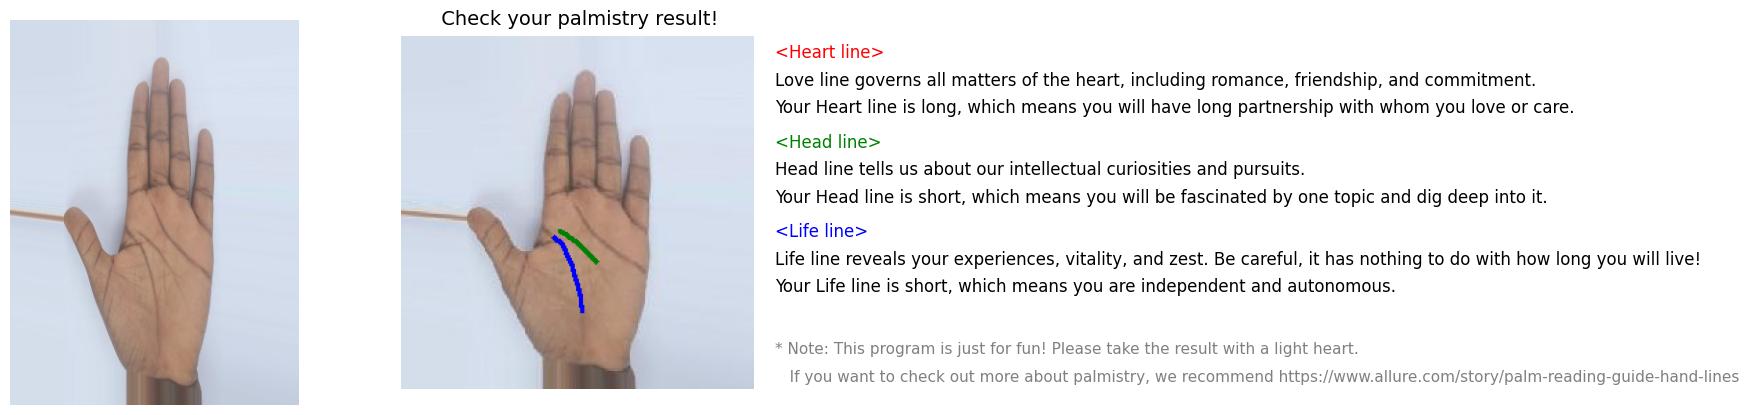 Check your palmistry result!
<Heart line>
Love line governs all matters of the heart, including romance, friendship, and commitment.
Your Heart line is long, which means you will have long partnership with whom you love or care.
<Head line>
Head line tells us about our intellectual curiosities and pursuits.
Your Head line is short, which means you will be fascinated by one topic and dig deep into it.
<Life line>
Life line reveals your experiences, vitality, and zest. Be careful, it has nothing to do with how long you will live!
Your Life line is short, which means you are independent and autonomous.
* Note: This program is just for fun! Please take the result with a light heart.
If you want to check out more about palmistry, we recommend https://www.allure.com/story/palm-reading-guide-hand-lines